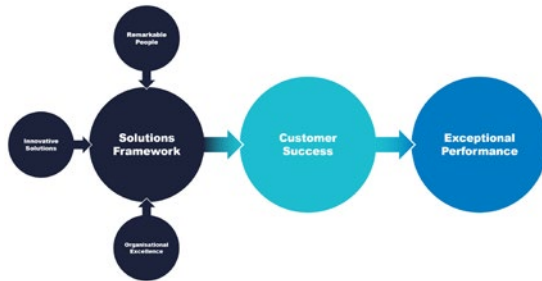 Remarkable
People
Innovative
Solutions
Solutions
Framework
Customer
Success
Exceptional
Performance
Organisational
Excellence